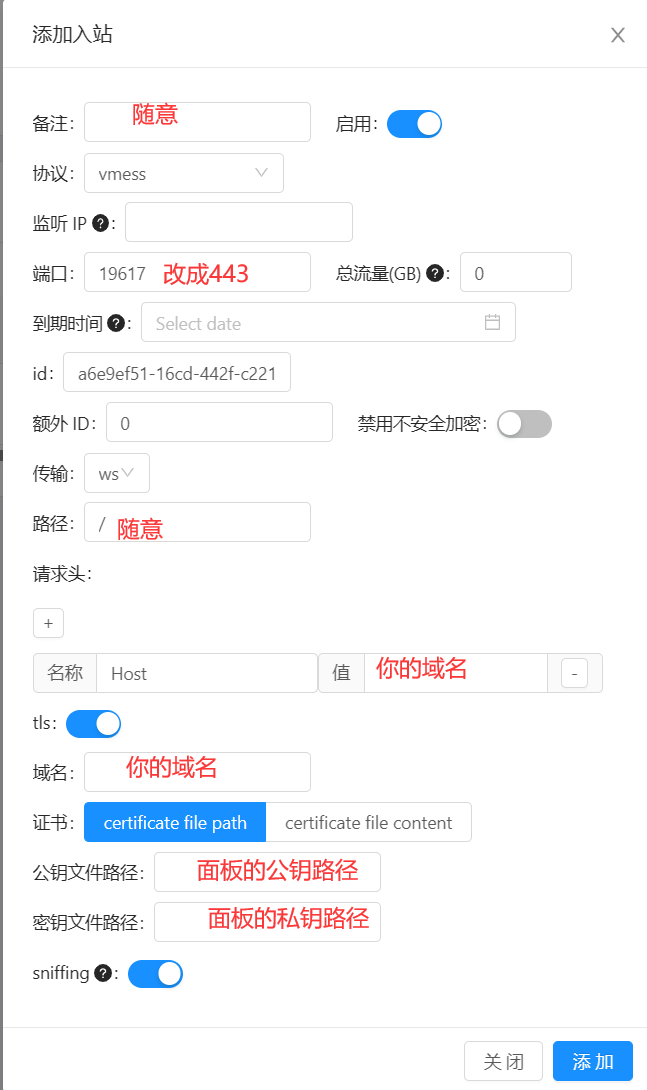 添加入站
备注: 随意 启用:
协议: vmess
监听 IP ? :
端口: 19617 改成443 总流量(GB) ? : 0
到期时间 ? : Select date
id: a6e9ef51-16cd-442f-c221
额外 ID: 0 禁用不安全加密:
传输: ws
路径: / 随意
请求头:
+
名称 Host 值 你的域名 -
tls:
域名: 你的域名
证书: certificate file path certificate file content
公钥文件路径: 面板的公钥路径
密钥文件路径: 面板的私钥路径
sniffing ? :
关 闭 添 加